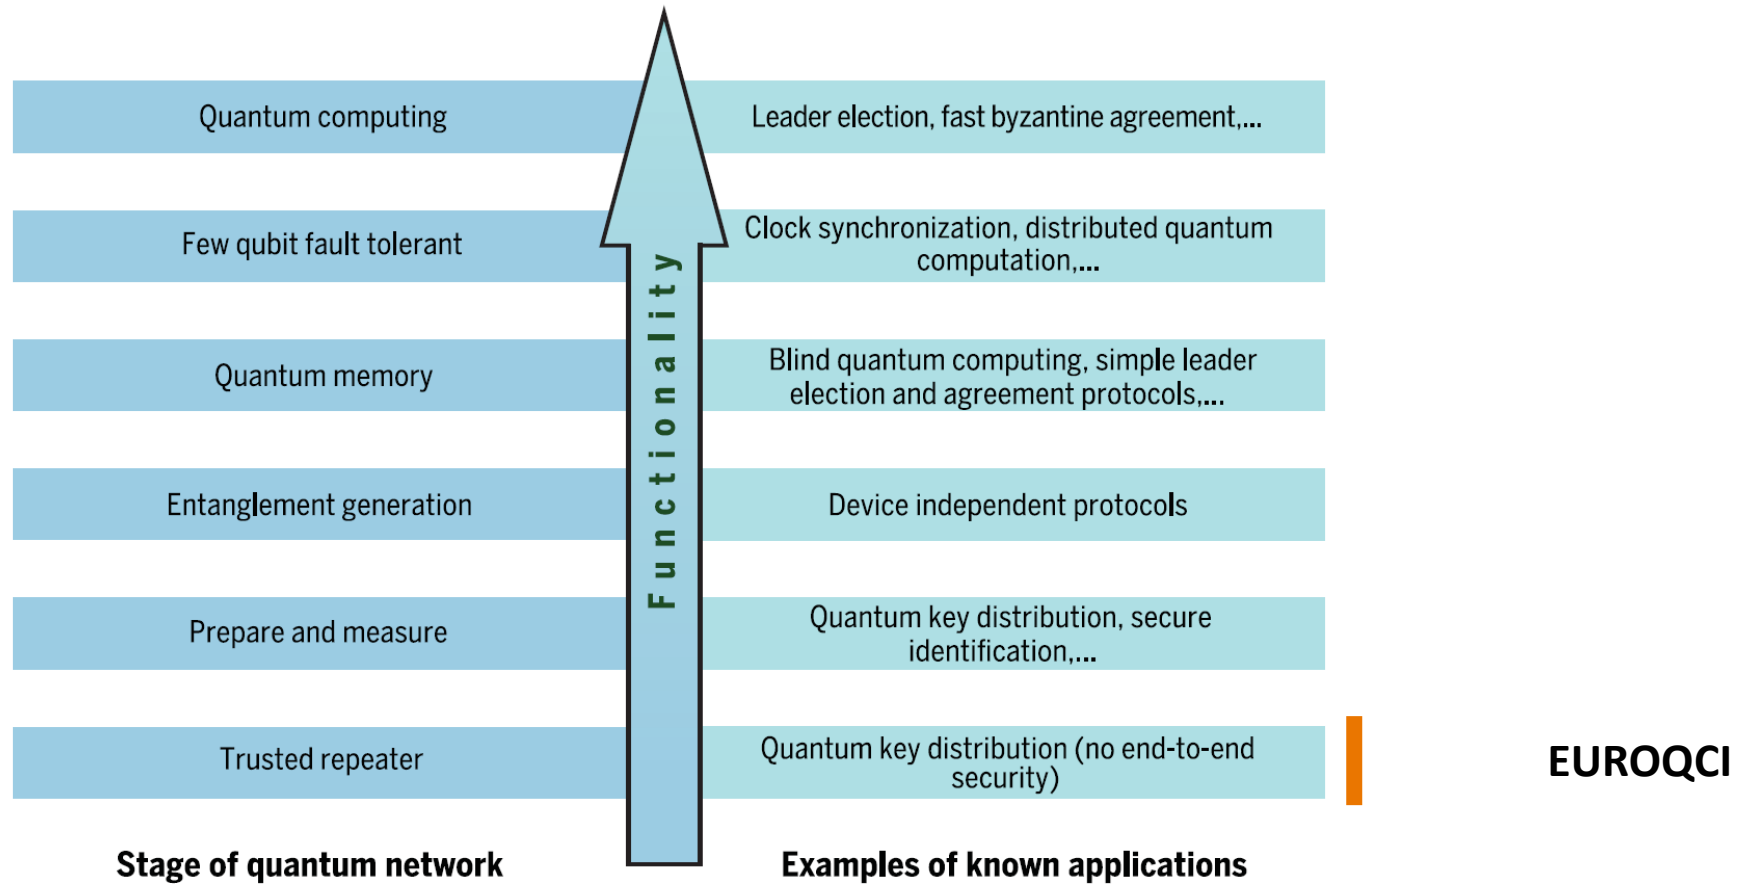 Quantum computing
Leader election, fast byzantine agreement,...
Few qubit fault tolerant
Clock synchronization, distributed quantum
computation,...
Quantum memory
Blind quantum computing, simple leader
election and agreement protocols,...
Entanglement generation
Device independent protocols
Prepare and measure
Quantum key distribution, secure
identification,...
Trusted repeater
Quantum key distribution (no end-to-end
security)
EUROQCI
Functionality
Stage of quantum network
Examples of known applications